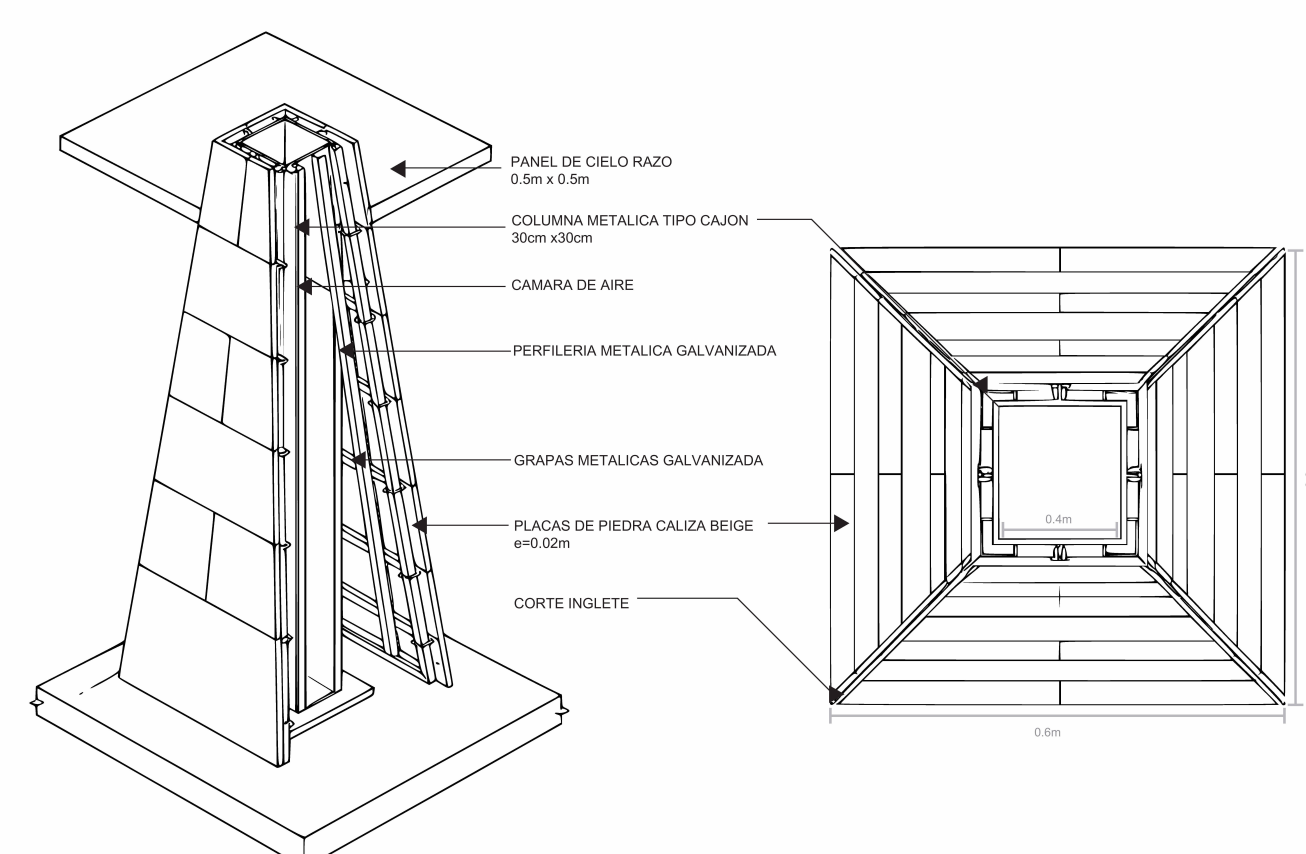 PANEL DE CIELO RAZO
0.5m x 0.5m
COLUMNA METALICA TIPO CAJON
30cm x30cm
CAMARA DE AIRE
PERFILERIA METALICA GALVANIZADA
GRAPAS METALICAS GALVANIZADA
PLACAS DE PIEDRA CALIZA BEIGE
e=0.02m
CORTE INGLETE
0.4m
0.6m